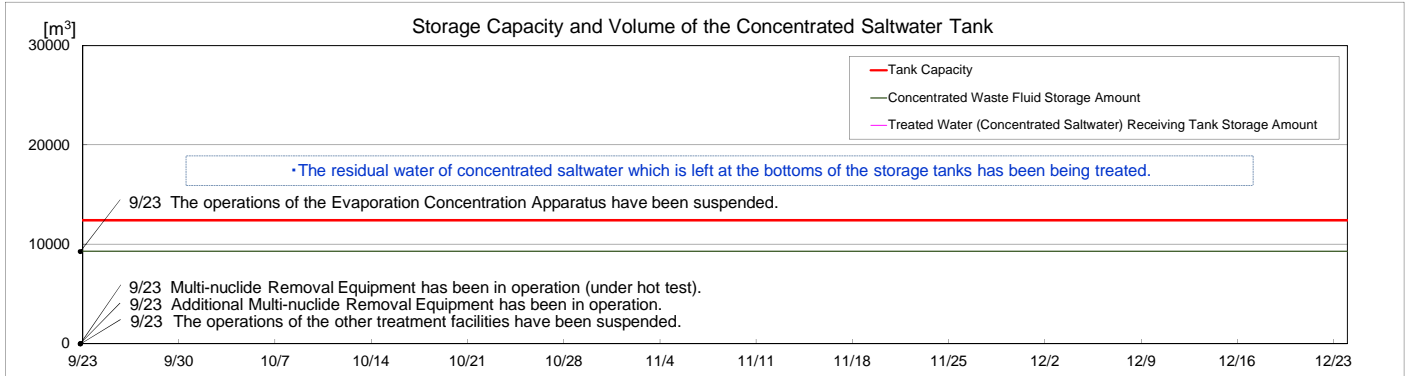 Storage Capacity and Volume of the Concentrated Saltwater Tank
[m³]
30000
Tank Capacity
Concentrated Waste Fluid Storage Amount
Treated Water (Concentrated Saltwater) Receiving Tank Storage Amount
20000
・The residual water of concentrated saltwater which is left at the bottoms of the storage tanks has been being treated.
9/23 The operations of the Evaporation Concentration Apparatus have been suspended.
10000
9/23 Multi-nuclide Removal Equipment has been in operation (under hot test).
9/23 Additional Multi-nuclide Removal Equipment has been in operation.
9/23 The operations of the other treatment facilities have been suspended.
0
9/23 9/30 10/7 10/14 10/21 10/28 11/4 11/11 11/18 11/25 12/2 12/9 12/16 12/23